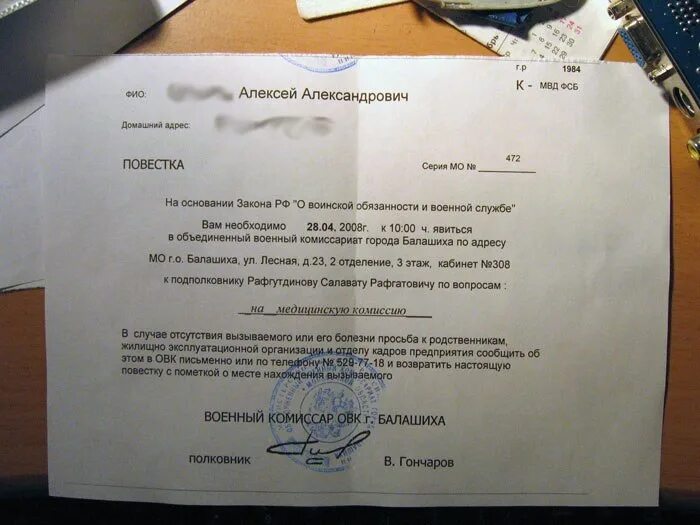 г.р 1984
К - МВД ФСБ
ФИО: Алексей Александрович
Домашний адрес:
ПОВЕСТКА
Серия МО № 472
На основании Закона РФ "О воинской обязанности и военной службе"
Вам необходимо 28.04. 2008г. к 10:00 ч. явиться
в объединенный военный комиссариат города Балашиха по адресу
МО г.о. Балашиха, ул. Лесная, д.23, 2 отделение, 3 этаж, кабинет №308
к подполковнику Рафгутдинову Салавату Рафгатовичу по вопросам :
на медицинскую комиссию
В случае отсутствия вызываемого или его болезни просьба к родственникам,
жилищно эксплуатационной организации и отделу кадров предприятия сообщить об
этом в ОВК письменно или по телефону № 529-77-18 и возвратить настоящую
повестку с пометкой о месте нахождения вызываемого
ВОЕННЫЙ КОМИССАР ОВК г. БАЛАШИХА
полковник В. Гончаров